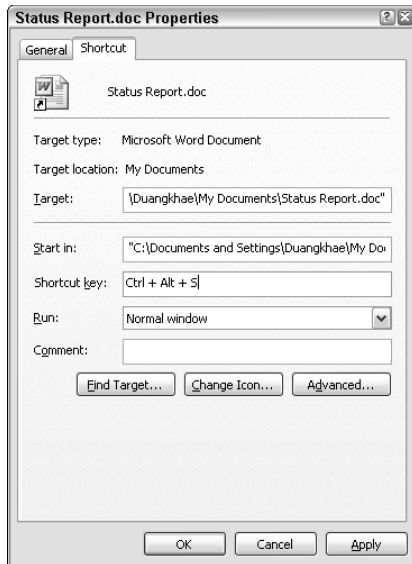 Status Report.doc Properties
General Shortcut
Status Report.doc
Target type: Microsoft Word Document
Target location: My Documents
Target: \Duangkhae\My Documents\Status Report.doc"
Start in: "C:\Documents and Settings\Duangkhae\My Do
Shortcut key: Ctrl + Alt + S
Run: Normal window
Comment:
Find Target... Change Icon... Advanced...
OK Cancel Apply